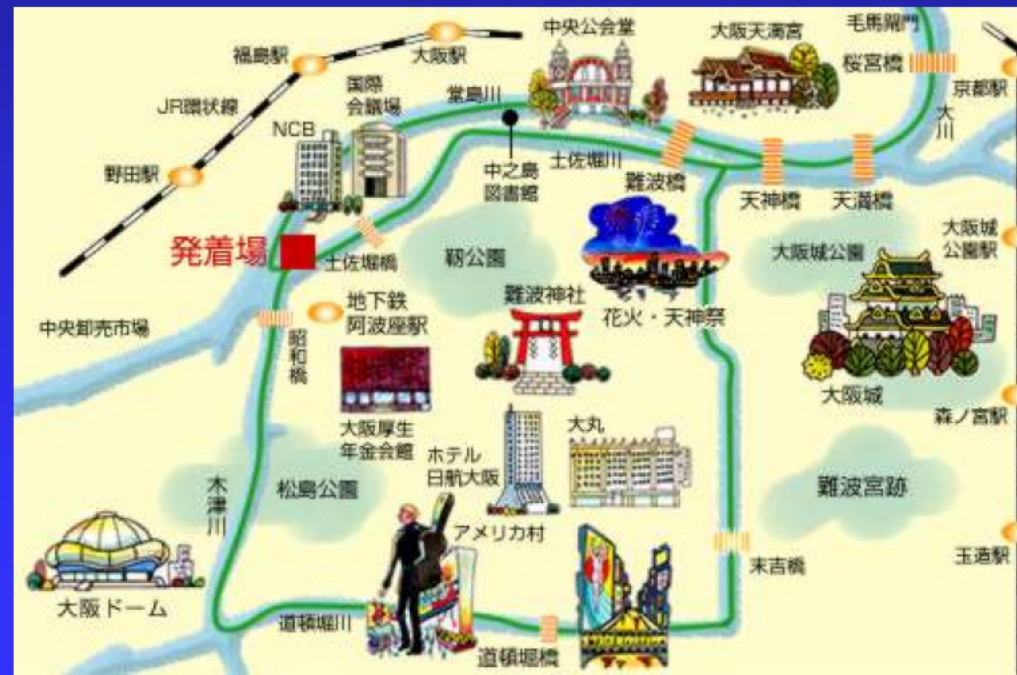 中央公会堂
大阪天満宮
毛馬閘門
大阪駅
福島駅
桜宮橋
国際
会議場
堂島川
京都駅
JR環状線
大川
NCB
野田駅
中之島
図書館
土佐堀川
難波橋
天神橋
天満橋
発着場
土佐堀橋
靭公園
大阪城公園
大阪城
公園駅
地下鉄
阿波座駅
難波神社
花火・天神祭
中央卸売市場
昭和橋
大阪城
森ノ宮駅
大阪厚生
年金会館
ホテル
日航大阪
大丸
木津川
松島公園
難波宮跡
アメリカ村
大阪ドーム
末吉橋
玉造駅
道頓堀川
道頓堀橋